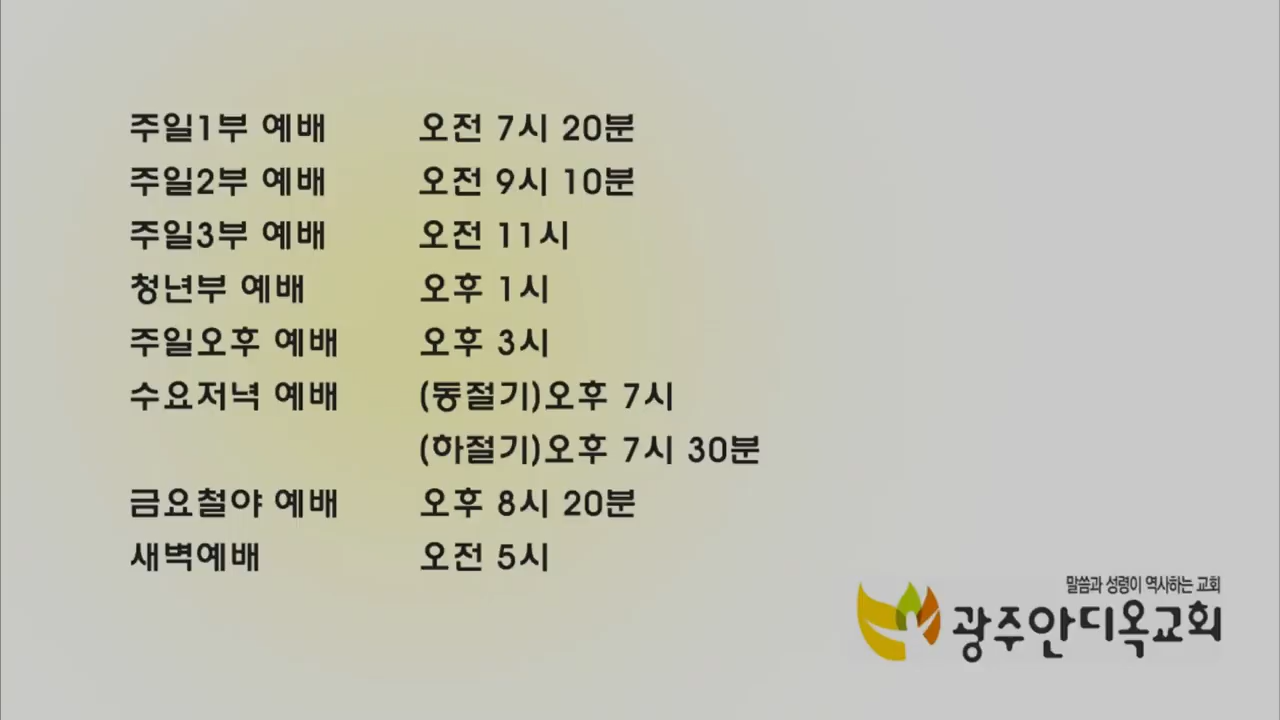 주일1부 예배 오전 7시 20분
주일2부 예배 오전 9시 10분
주일3부 예배 오전 11시
청년부 예배 오후 1시
주일오후 예배 오후 3시
수요저녁 예배 (동절기)오후 7시
(하절기)오후 7시 30분
금요철야 예배 오후 8시 20분
새벽예배 오전 5시
말씀과 성령이 역사하는 교회
광주안디옥교회